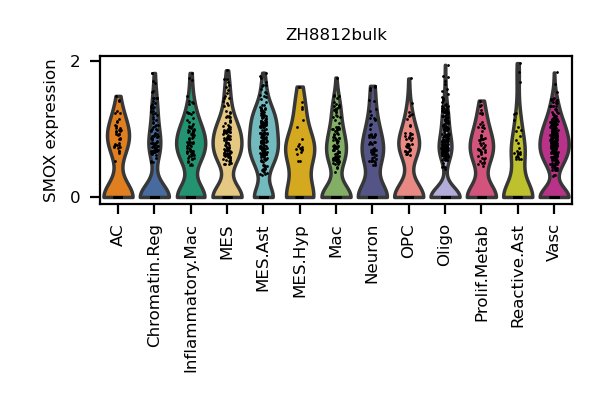 ZH8812bulk
SMOX expression
2
0
AC
Chromatin.Reg
Inflammatory.Mac
MES
MES.Ast
MES.Hyp
Mac
Neuron
OPC
Oligo
Prolif.Metab
Reactive.Ast
Vasc